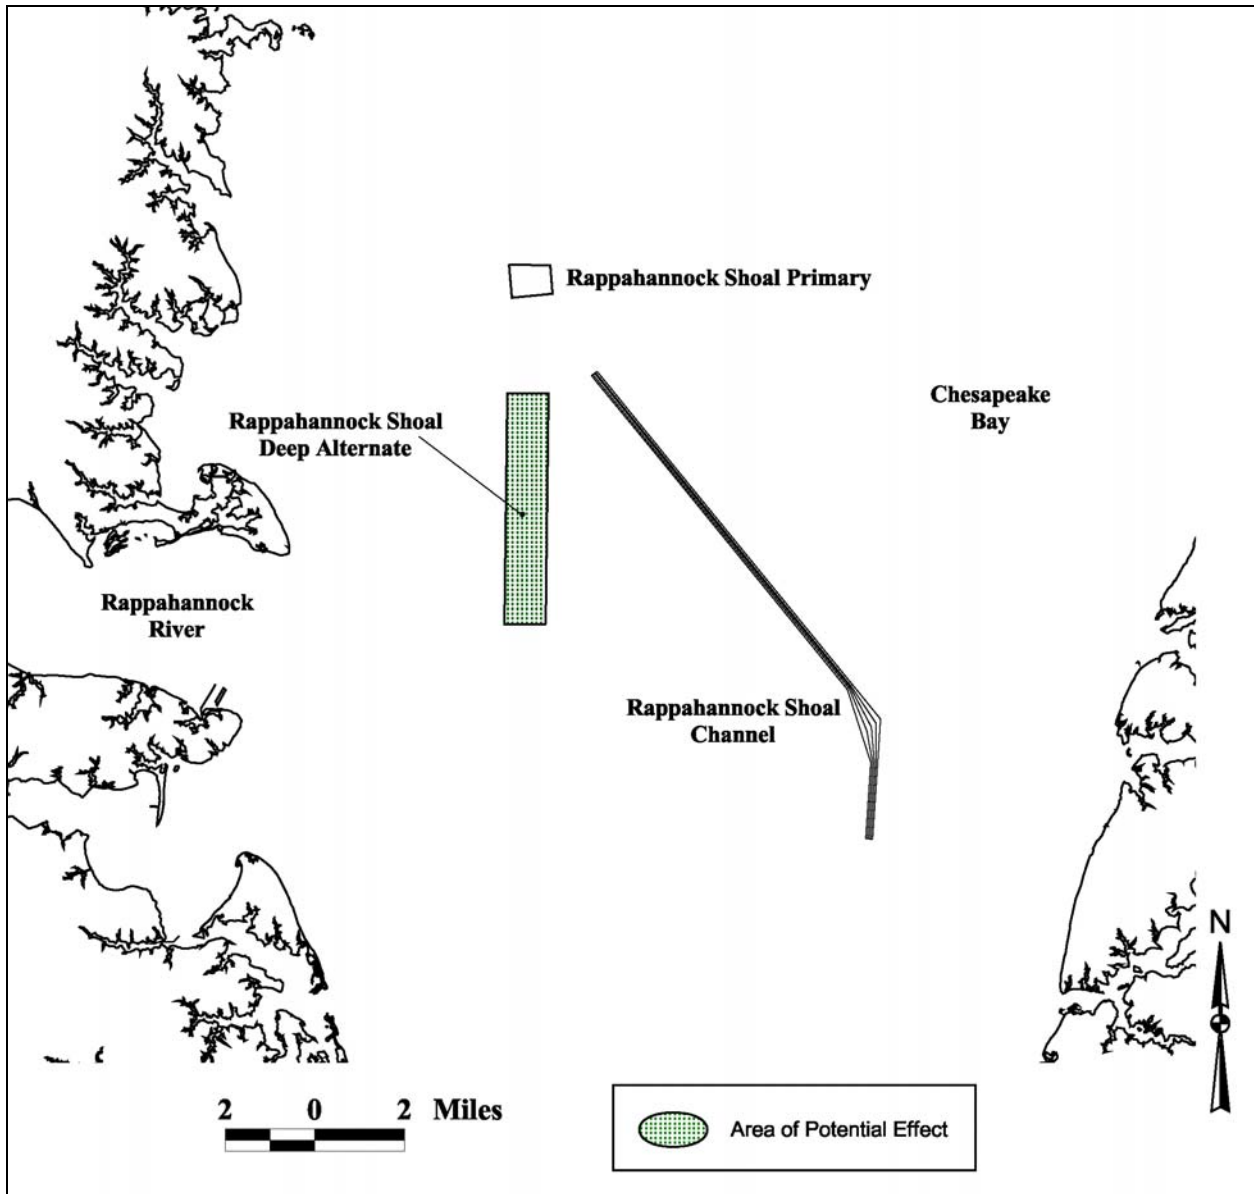 Rappahannock Shoal Primary
Chesapeake
Bay
Rappahannock Shoal
Deep Alternate
Rappahannock
River
Rappahannock Shoal
Channel
N
2 0 2 Miles
Area of Potential Effect